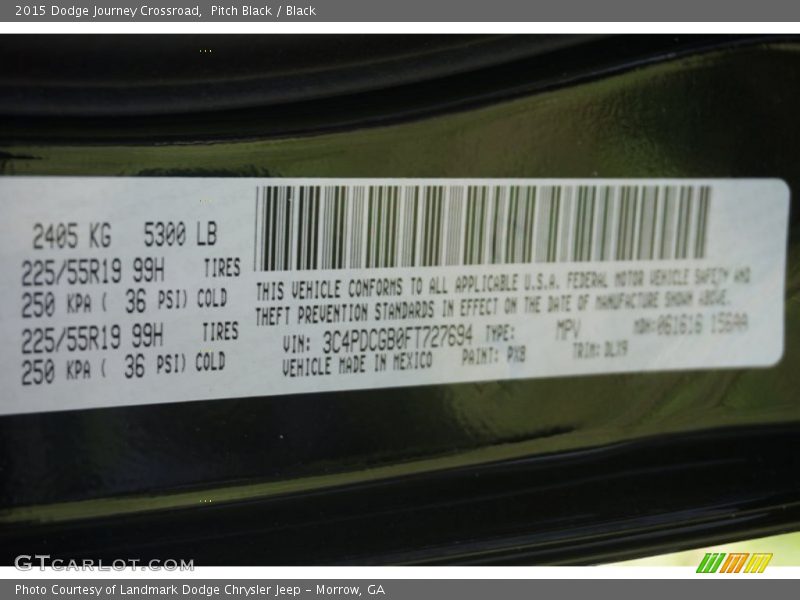 2015 Dodge Journey Crossroad, Pitch Black / Black
2405 KG 5300 LB
225/55R19 99H TIRES
250 KPA ( 36 PSI) COLD
225/55R19 99H TIRES
250 KPA ( 36 PSI) COLD
THIS VEHICLE CONFORMS TO ALL APPLICABLE U.S.A. FEDERAL MOTOR VEHICLE SAFETY AND
THEFT PREVENTION STANDARDS IN EFFECT ON THE DATE OF MANUFACTURE SHOWN ABOVE.
VIN: 3C4PDCGB0FT727694 TYPE: MPV MDH:
VEHICLE MADE IN MEXICO PAINT: PX8 TRIM: DLX9
GTCARLOT.COM
Photo Courtesy of Landmark Dodge Chrysler Jeep – Morrow, GA